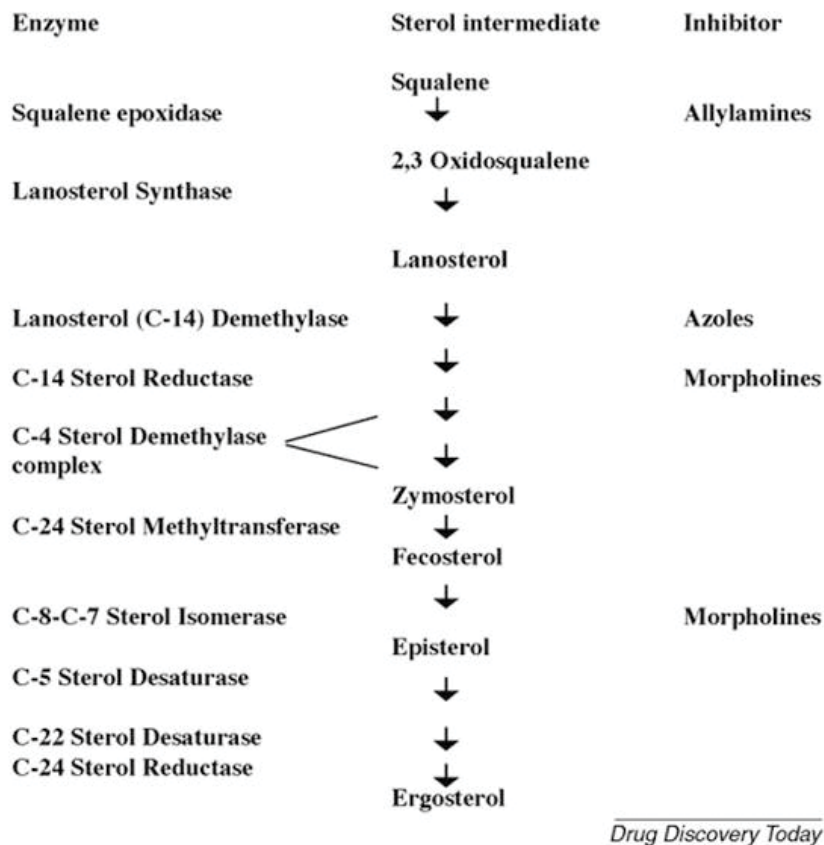 Enzyme Sterol intermediate Inhibitor
Squalene
Squalene epoxidase Allylamines
2,3 Oxidosqualene
Lanosterol Synthase
Lanosterol
Lanosterol (C-14) Demethylase Azoles
C-14 Sterol Reductase Morpholines
C-4 Sterol Demethylase
complex
Zymosterol
C-24 Sterol Methyltransferase
Fecosterol
C-8-C-7 Sterol Isomerase Morpholines
Episterol
C-5 Sterol Desaturase
C-22 Sterol Desaturase
C-24 Sterol Reductase
Ergosterol
Drug Discovery Today